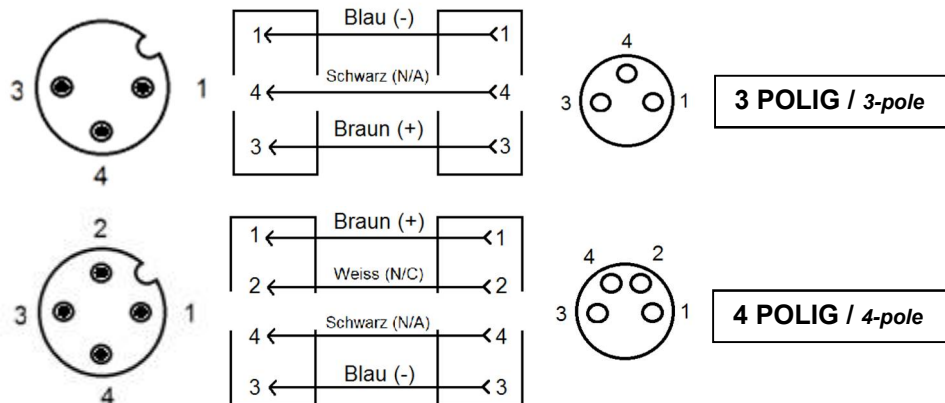 Blau (-)
1 1
4
3 1
Schwarz (N/A)
4 4
3 1
3 POLIG / 3-pole
Braun (+)
3 3
4
2
Braun (+)
1 1
4 2
Weiss (N/C)
2 2
3 1
3 1
4 POLIG / 4-pole
Schwarz (N/A)
4 4
Blau (-)
3 3
4